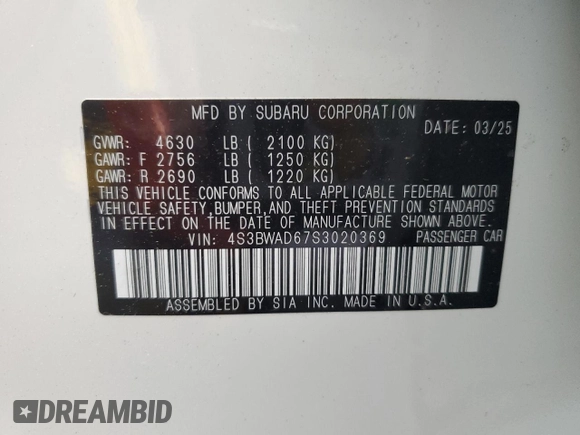 MFD BY SUBARU CORPORATION
DATE: 03/25
GVWR: 4630 LB ( 2100 KG)
GAWR: F 2756 LB ( 1250 KG)
GAWR: R 2690 LB ( 1220 KG)
THIS VEHICLE CONFORMS TO ALL APPLICABLE FEDERAL MOTOR
VEHICLE SAFETY,BUMPER,AND THEFT PREVENTION STANDARDS
IN EFFECT ON THE DATE OF MANUFACTURE SHOWN ABOVE.
VIN: 4S3BWAD67S3020369 PASSENGER CAR
ASSEMBLED BY SIA INC. MADE IN U.S.A.
DREAMBID